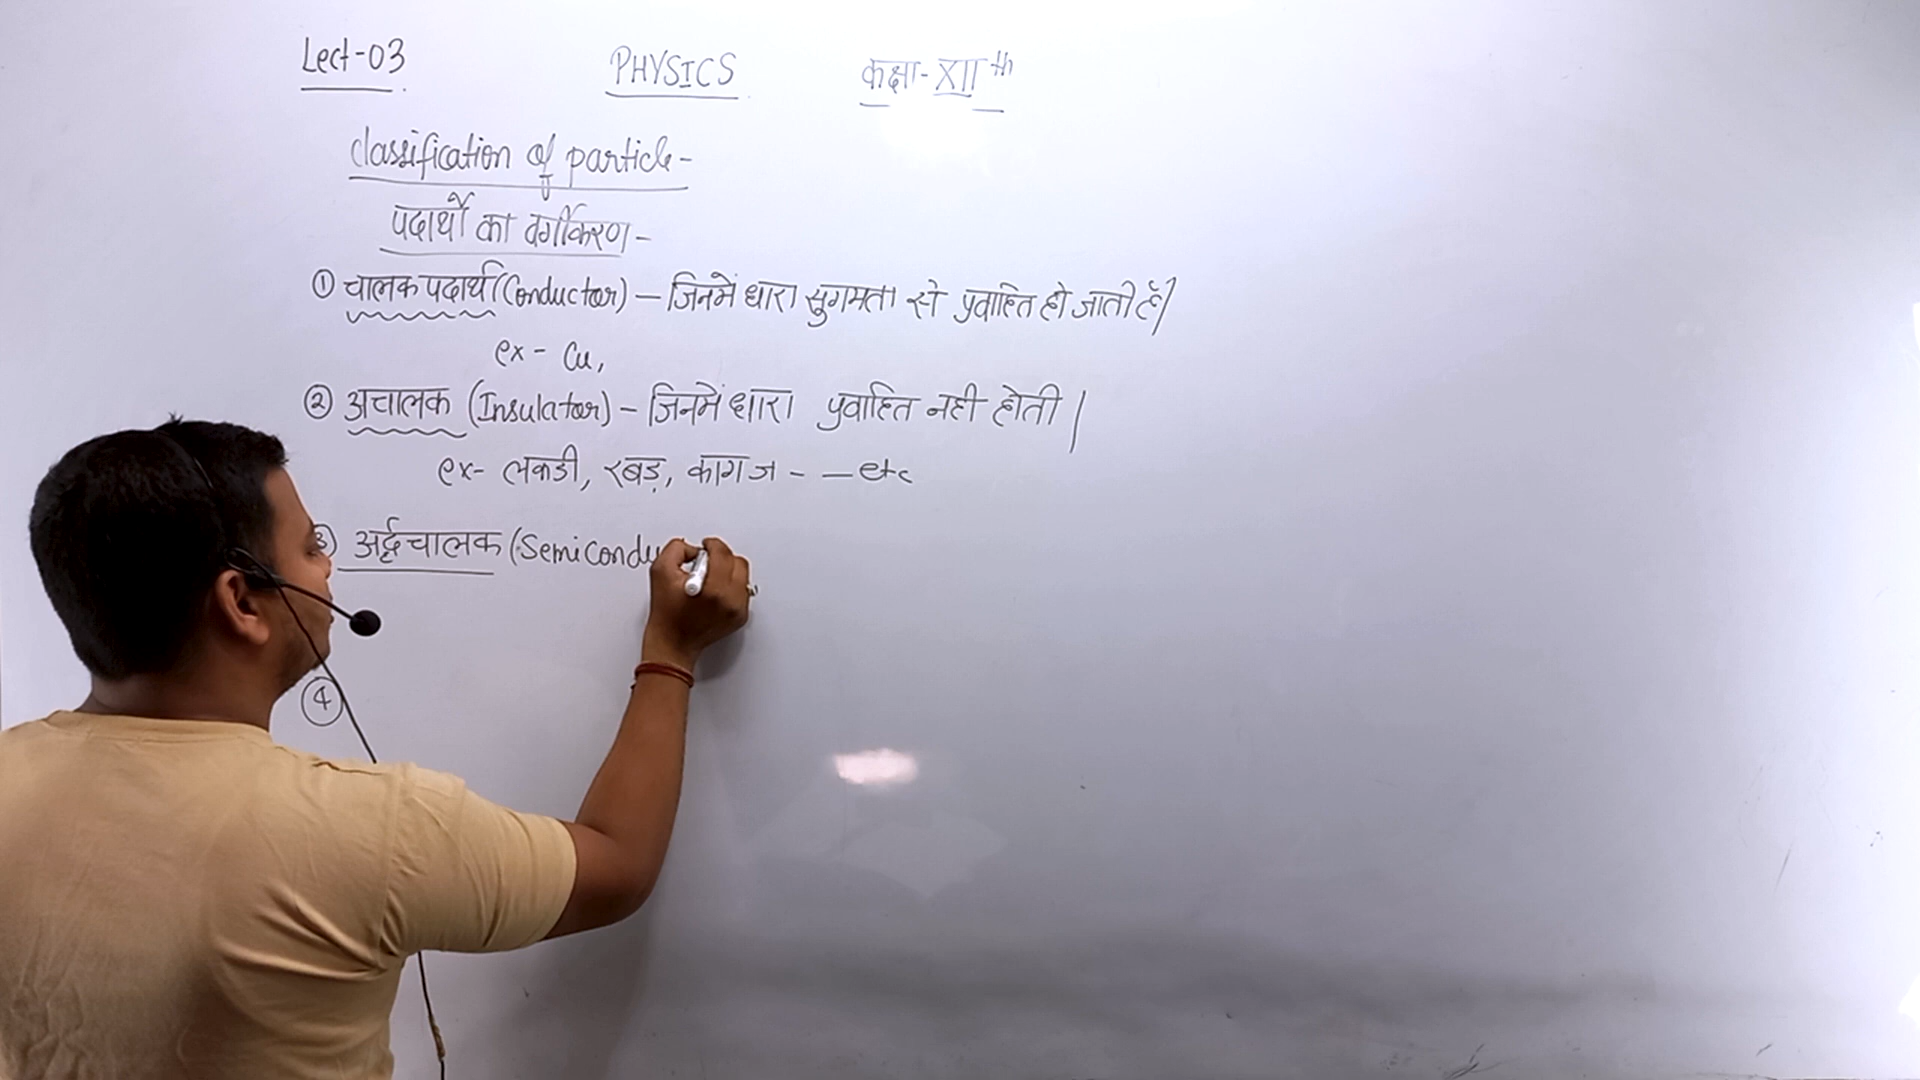 Lect-03 PHYSICS कक्षा-XIIth
classification of particle-
पदार्थों का वर्गीकरण-
① चालक पदार्थ (Conductor) — जिनमें धारा सुगमता से प्रवाहित हो जाती है|
ex - Cu,
② अचालक (Insulator) – जिनमें धारा प्रवाहित नही होती |
ex- लकडी, रबड़, कागज - —etc
③ अर्द्धचालक (Semicondu
④